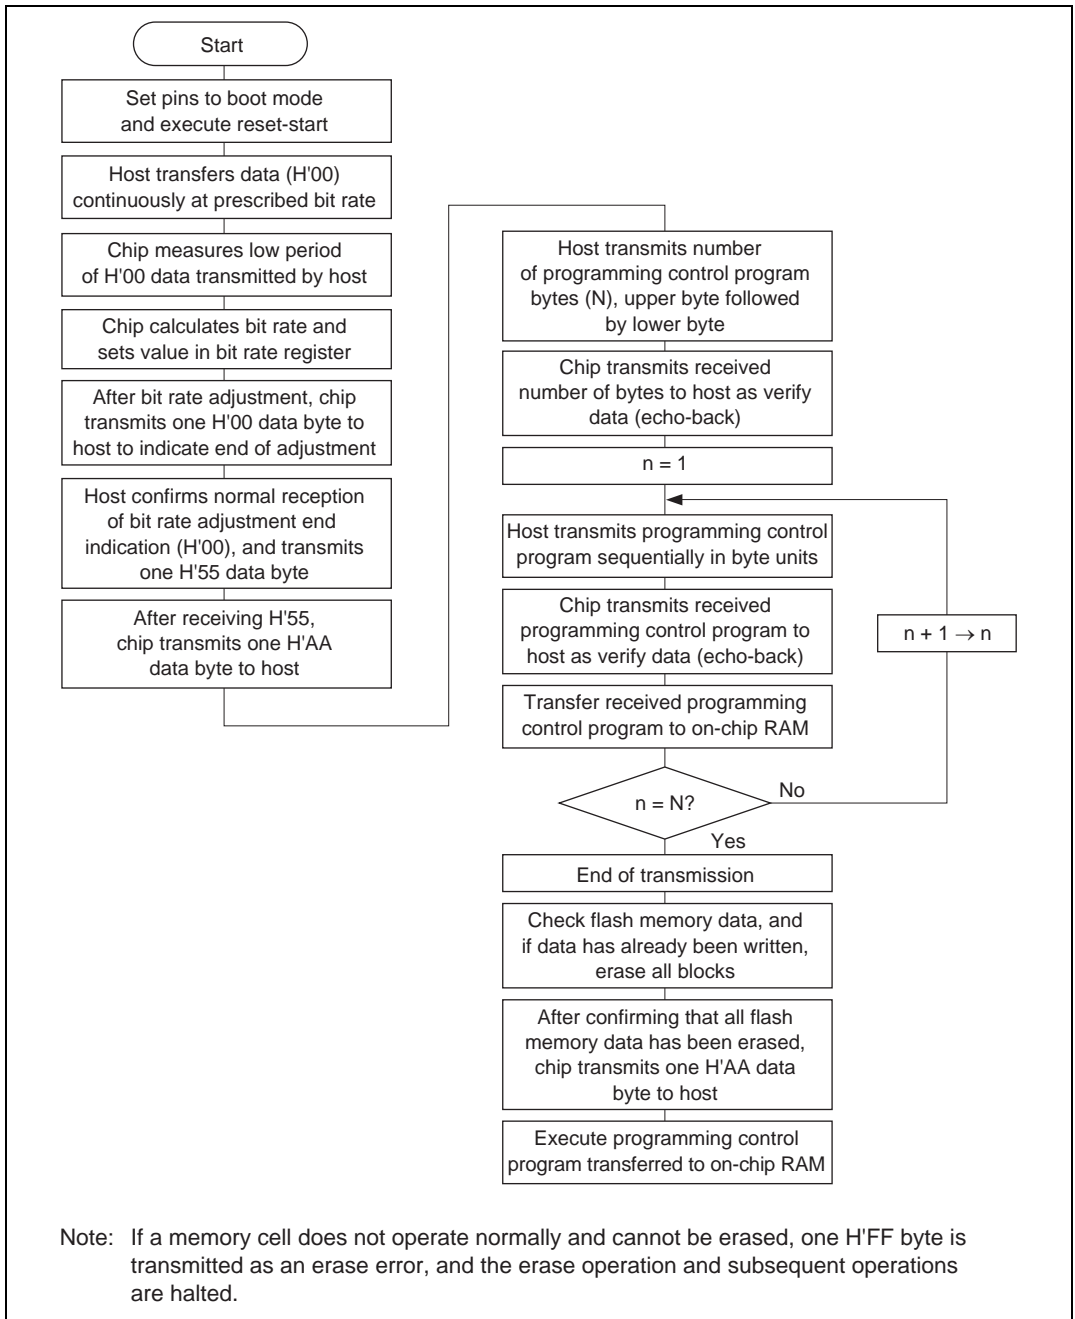 Start
Set pins to boot mode
and execute reset-start
Host transfers data (H'00)
continuously at prescribed bit rate
Chip measures low period
of H'00 data transmitted by host
Chip calculates bit rate and
sets value in bit rate register
After bit rate adjustment, chip
transmits one H'00 data byte to
host to indicate end of adjustment
Host confirms normal reception
of bit rate adjustment end
indication (H'00), and transmits
one H'55 data byte
After receiving H'55,
chip transmits one H'AA
data byte to host
Host transmits number
of programming control program
bytes (N), upper byte followed
by lower byte
Chip transmits received
number of bytes to host as verify
data (echo-back)
n = 1
Host transmits programming control
program sequentially in byte units
Chip transmits received
programming control program to
host as verify data (echo-back)
n + 1 → n
Transfer received programming
control program to on-chip RAM
n = N?
No
Yes
End of transmission
Check flash memory data, and
if data has already been written,
erase all blocks
After confirming that all flash
memory data has been erased,
chip transmits one H'AA data
byte to host
Execute programming control
program transferred to on-chip RAM
Note: If a memory cell does not operate normally and cannot be erased, one H'FF byte is
transmitted as an erase error, and the erase operation and subsequent operations
are halted.